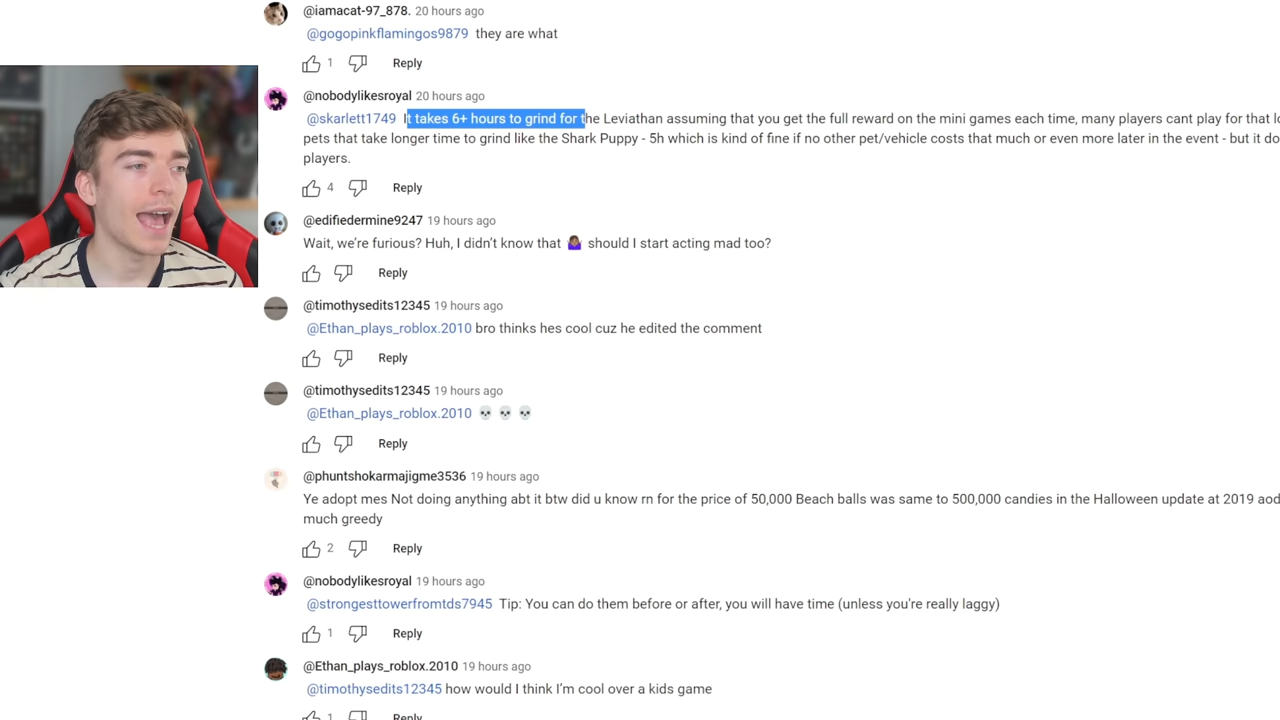 @iamacat-97_878. 20 hours ago
@gogopinkflamingos9879 they are what
1 Reply
@nobodylikesroyal 20 hours ago
@skarlett1749 It takes 6+ hours to grind for the Leviathan assuming that you get the full reward on the mini games each time, many players cant play for that
pets that take longer time to grind like the Shark Puppy - 5h which is kind of fine if no other pet/vehicle costs that much or even more later in the event - but it
players.
4 Reply
@edifiedermine9247 19 hours ago
Wait, we’re furious? Huh, I didn’t know that 🤷🏾‍♀️ should I start acting mad too?
Reply
@timothysedits12345 19 hours ago
@Ethan_plays_roblox.2010 bro thinks hes cool cuz he edited the comment
Reply
@timothysedits12345 19 hours ago
@Ethan_plays_roblox.2010 💀 💀 💀
Reply
@phuntshokarmajigme3536 19 hours ago
Ye adopt mes Not doing anything abt it btw did u know rn for the price of 50,000 Beach balls was same to 500,000 candies in the Halloween update at 2019
much greedy
2 Reply
@nobodylikesroyal 19 hours ago
@strongesttowerfromtds7945 Tip: You can do them before or after, you will have time (unless you're really laggy)
1 Reply
@Ethan_plays_roblox.2010 19 hours ago
@timothysedits12345 how would I think I’m cool over a kids game
1 Reply